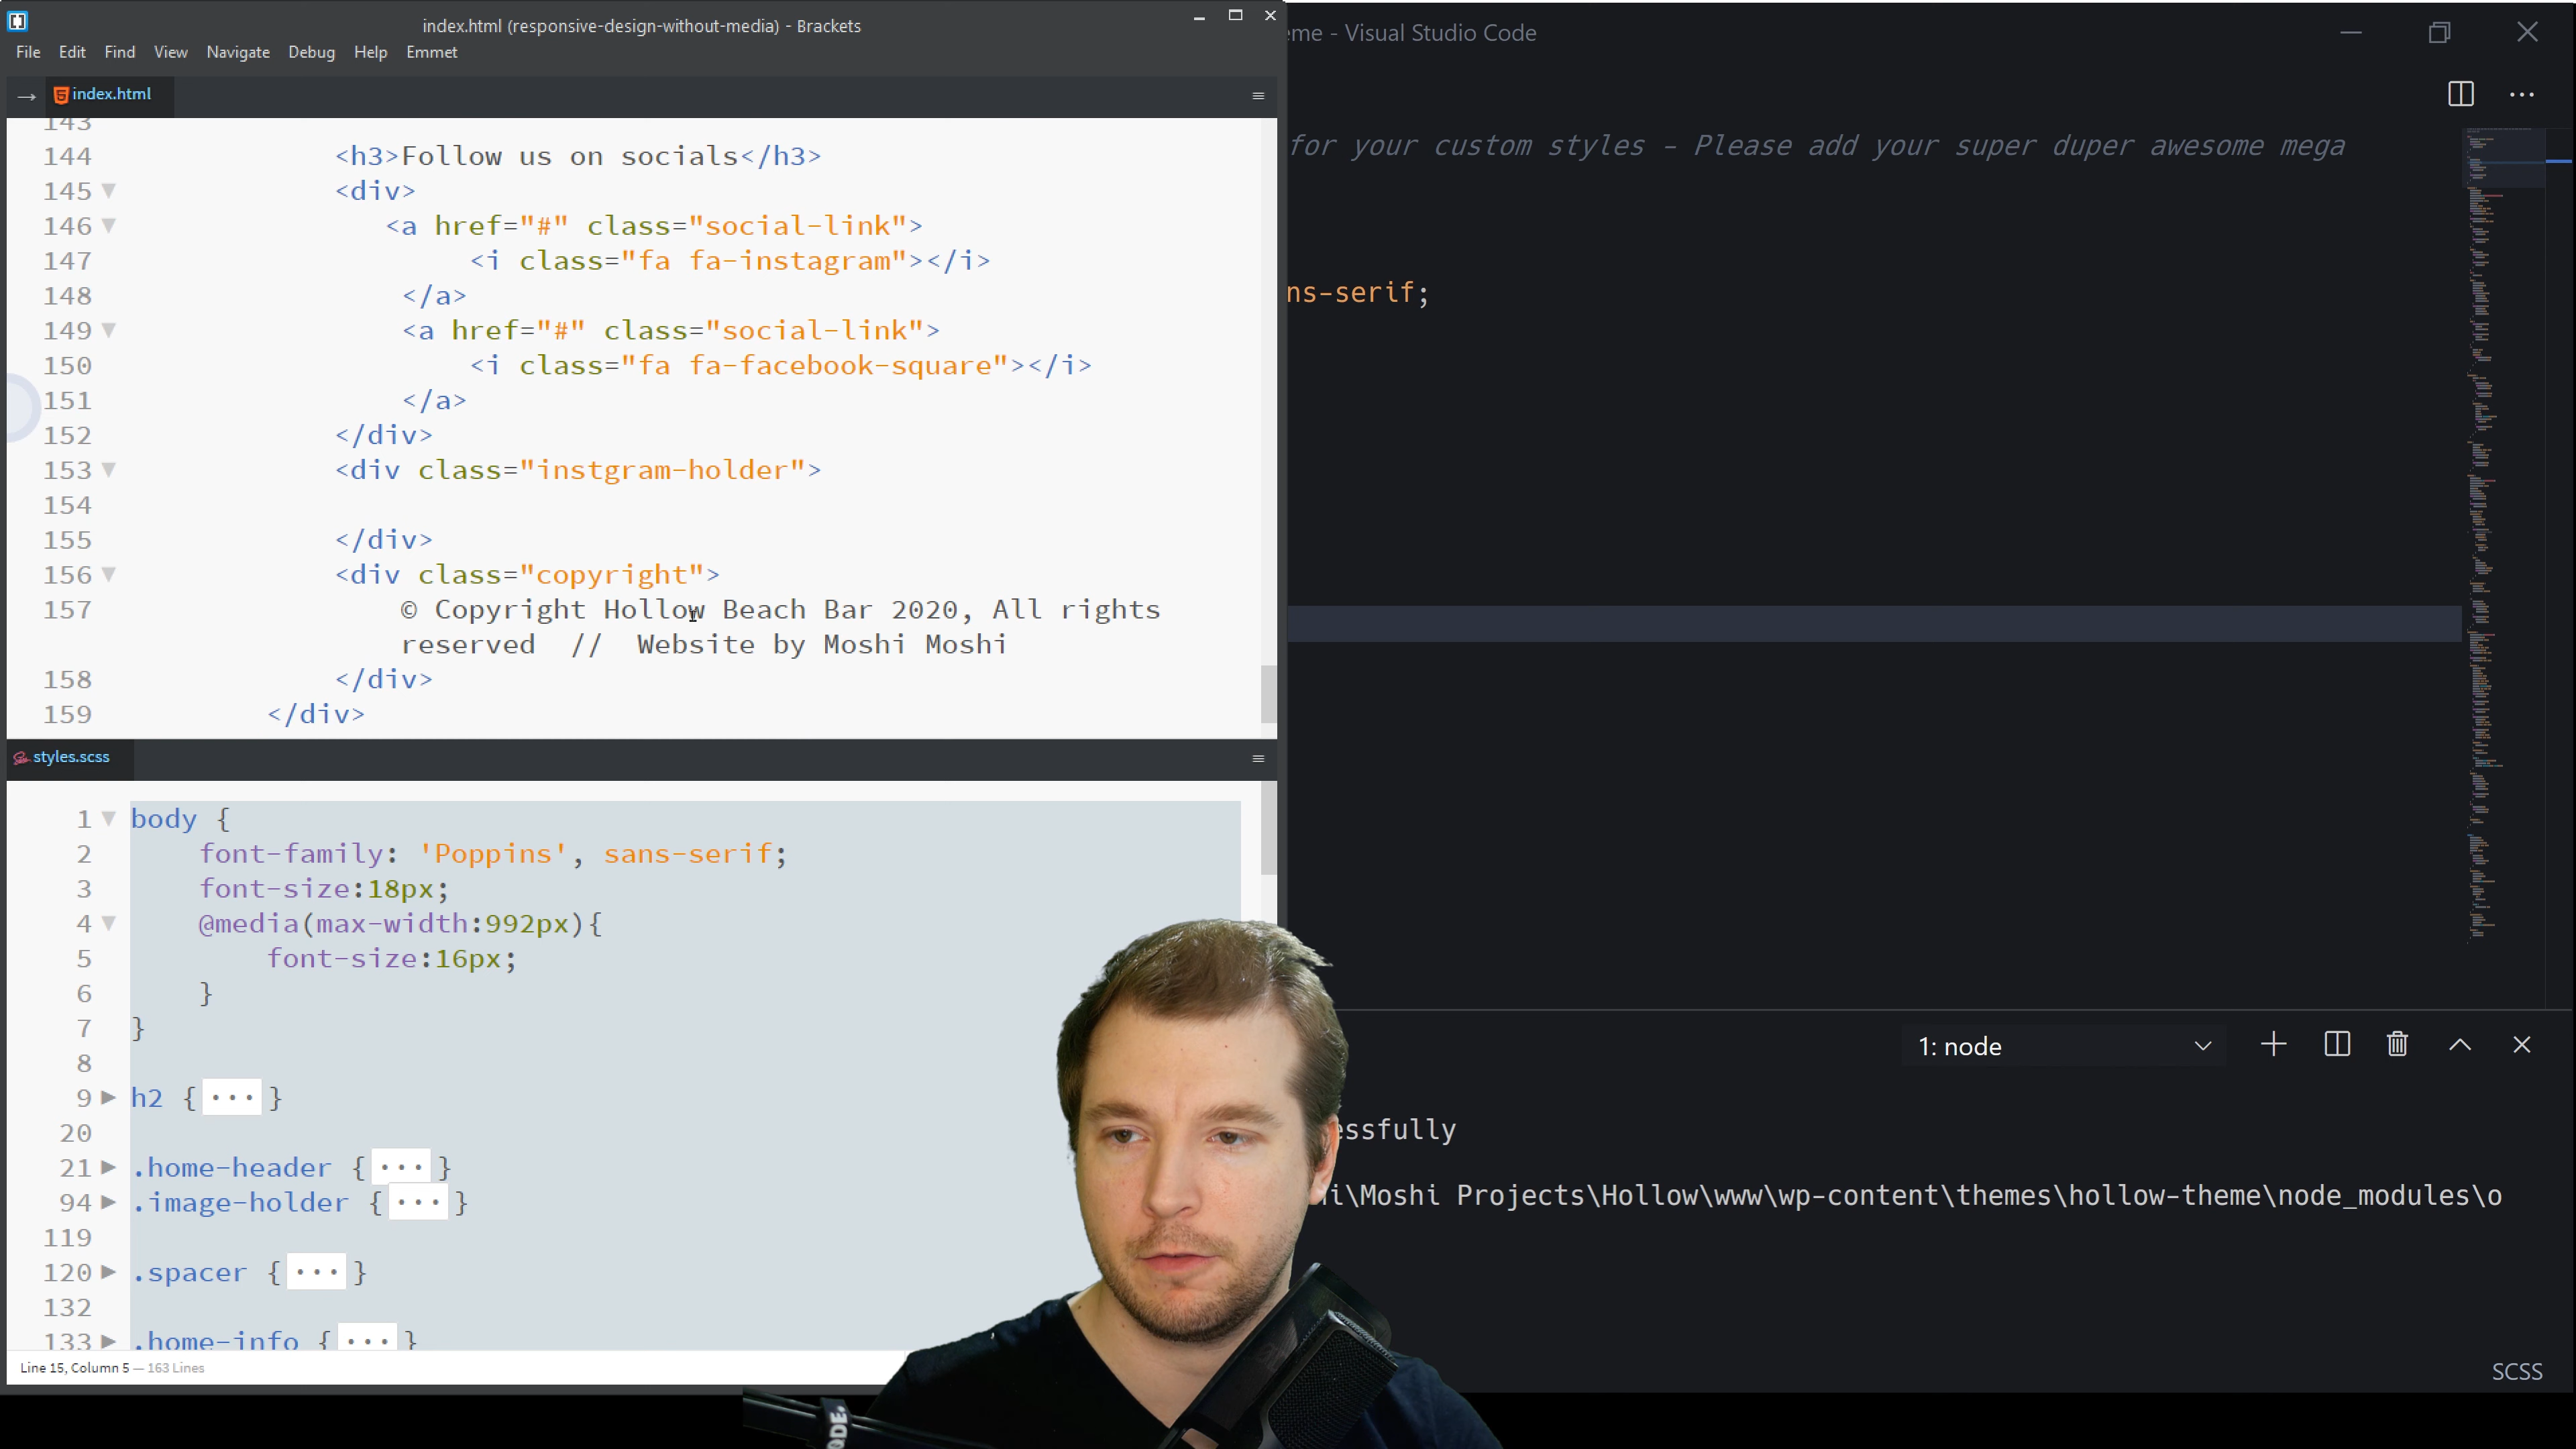 index.html (responsive-design-without-media) - Brackets
File Edit Find View Navigate Debug Help Emmet
index.html
143
144 <h3>Follow us on socials</h3>
145 <div>
146 <a href="#" class="social-link">
147 <i class="fa fa-instagram"></i>
148 </a>
149 <a href="#" class="social-link">
150 <i class="fa fa-facebook-square"></i>
151 </a>
152 </div>
153 <div class="instgram-holder">
154
155 </div>
156 <div class="copyright">
157 © Copyright Hollow Beach Bar 2020, All rights
reserved // Website by Moshi Moshi
158 </div>
159 </div>
styles.scss
1 body {
2 font-family: 'Poppins', sans-serif;
3 font-size:18px;
4 @media(max-width:992px){
5 font-size:16px;
6 }
7 }
8
9 h2 {...}
20
21 .home-header {...}
94 .image-holder {...}
119
120 .spacer {...}
132
133 .home-info {...}
Line 15, Column 5 — 163 Lines
eme - Visual Studio Code
for your custom styles - Please add your super duper awesome mega
ns-serif;
1: node
essfully
i\Moshi Projects\Hollow\www\wp-content\themes\hollow-theme\node_modules\o
SCSS